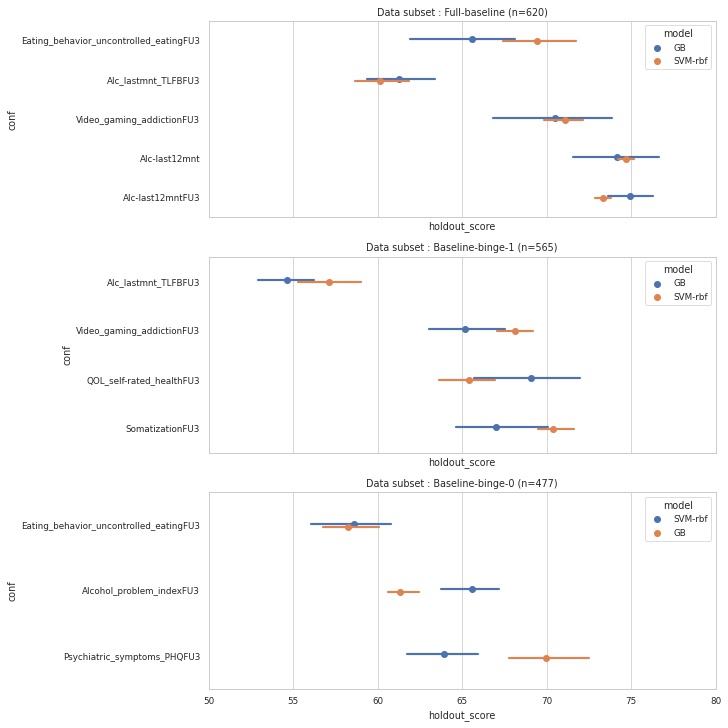 Data subset : Full-baseline (n=620)
model
GB
SVM-rbf
Eating_behavior_uncontrolled_eatingFU3
Alc_lastmnt_TLFBFU3
Video_gaming_addictionFU3
Alc-last12mnt
Alc-last12mntFU3
conf
holdout_score
Data subset : Baseline-binge-1 (n=565)
model
GB
SVM-rbf
Alc_lastmnt_TLFBFU3
Video_gaming_addictionFU3
QOL_self-rated_healthFU3
SomatizationFU3
conf
holdout_score
Data subset : Baseline-binge-0 (n=477)
model
SVM-rbf
GB
Eating_behavior_uncontrolled_eatingFU3
Alcohol_problem_indexFU3
Psychiatric_symptoms_PHQFU3
conf
50 55 60 65 70 75 80
holdout_score